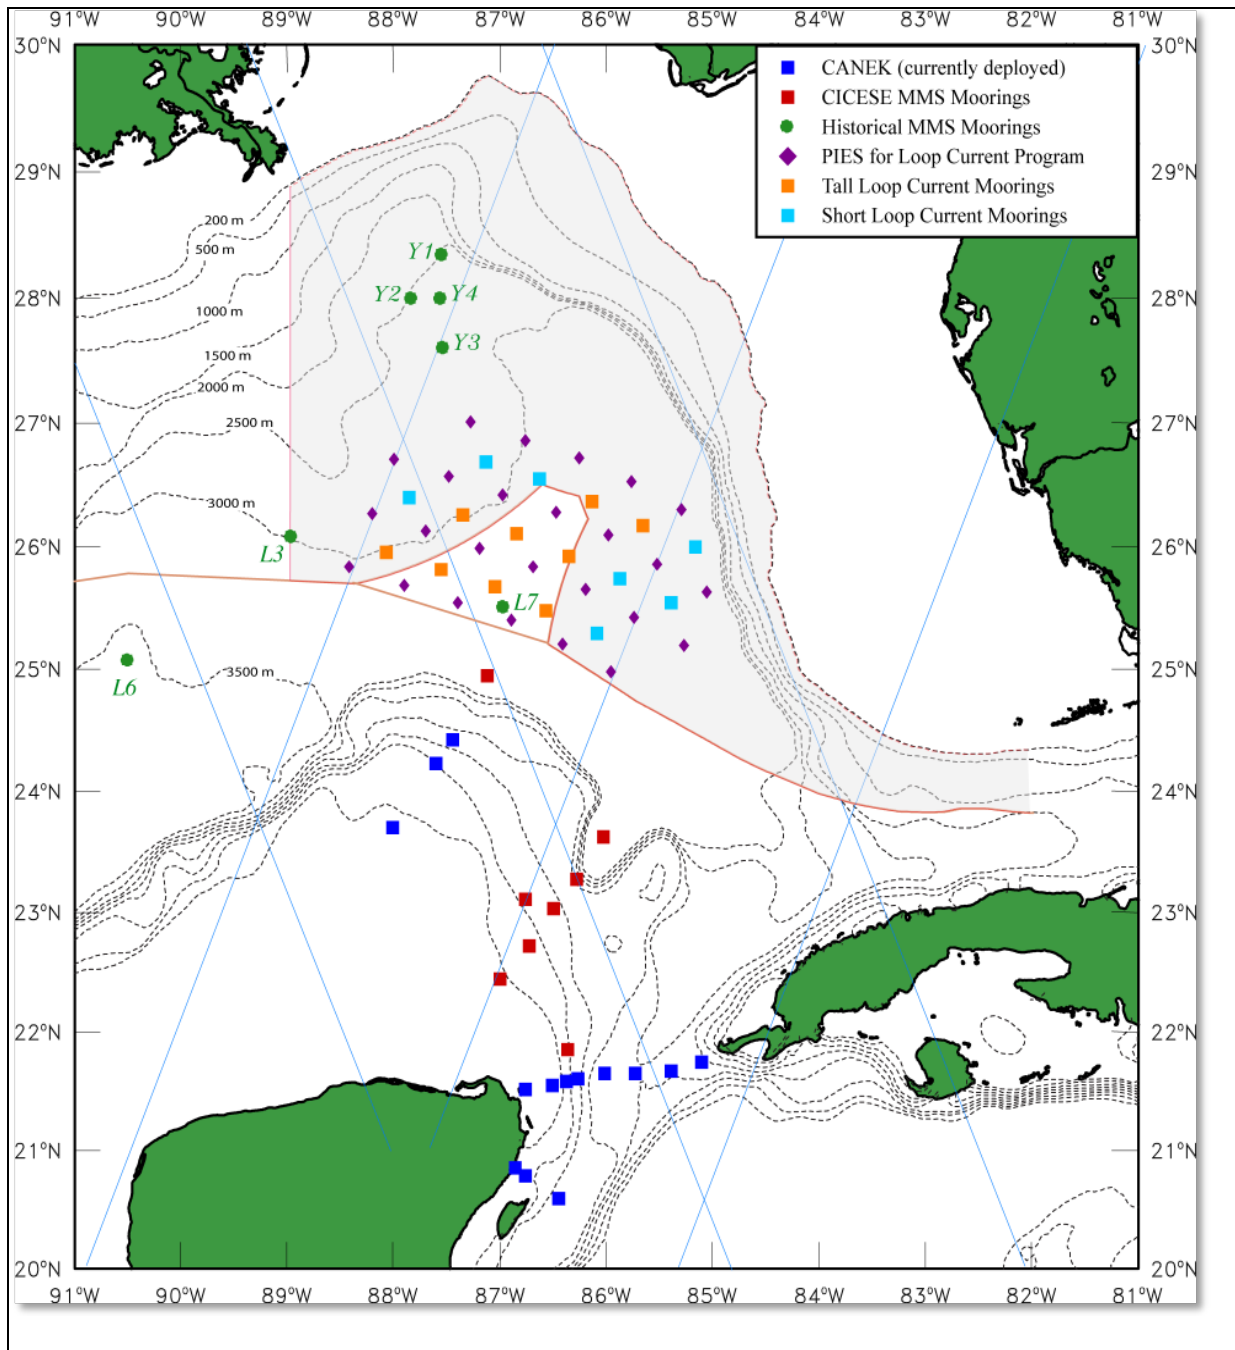 91°W 90°W 89°W 88°W 87°W 86°W 85°W 84°W 83°W 82°W 81°W
30°N 30°N
CANEK (currently deployed)
CICESE MMS Moorings
Historical MMS Moorings
PIES for Loop Current Program
Tall Loop Current Moorings
Short Loop Current Moorings
29°N 29°N
200 m
500 m
Y1
28°N Y2 Y4 28°N
1000 m
Y3
1500 m
2000 m
27°N 2500 m 27°N
3000 m
26°N L3 26°N
L7
25°N 25°N
L6 3500 m
24°N 24°N
23°N 23°N
22°N 22°N
21°N 21°N
20°N 20°N
91°W 90°W 89°W 88°W 87°W 86°W 85°W 84°W 83°W 82°W 81°W